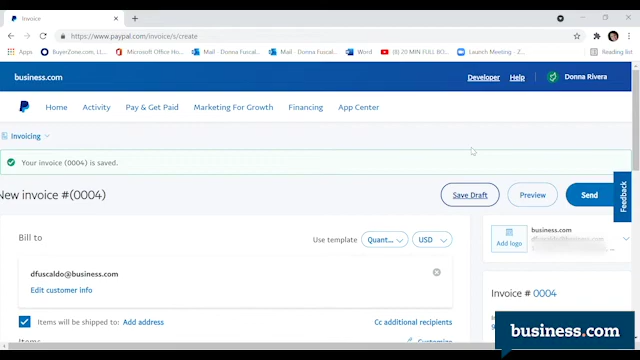 Invoice
https://www.paypal.com/invoice/s/create
Apps BuyerZone.com Microsoft Office Ho... Mail - Donna Fuscal... Mail - Donna Fuscal... (8) 20 MIN FULL BO... Launch Meeting - Z... Reading list
business.com Developer Help Donna Rivera
Home Activity Pay & Get Paid Marketing For Growth Financing App Center
Invoicing
Your invoice (0004) is saved.
New invoice #(0004) Save Draft Preview Send
Feedback
Bill to Use template Quant... USD
Add logo business.com
dfuscaldo@business.com
Edit customer info
Invoice # 0004
Items will be shipped to: Add address Cc additional recipients
Items Customize
business.com